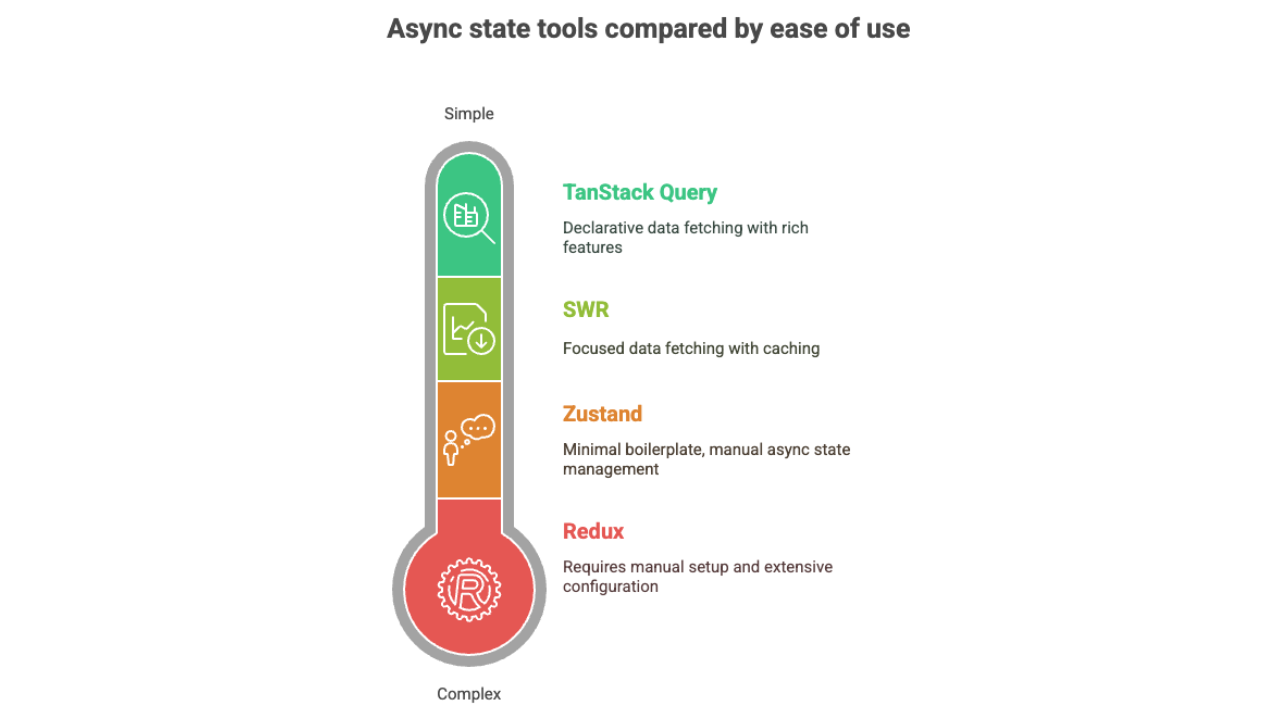 Async state tools compared by ease of use
Simple
TanStack Query
Declarative data fetching with rich
features
SWR
Focused data fetching with caching
Zustand
Minimal boilerplate, manual async state
management
Redux
Requires manual setup and extensive
configuration
R
Complex